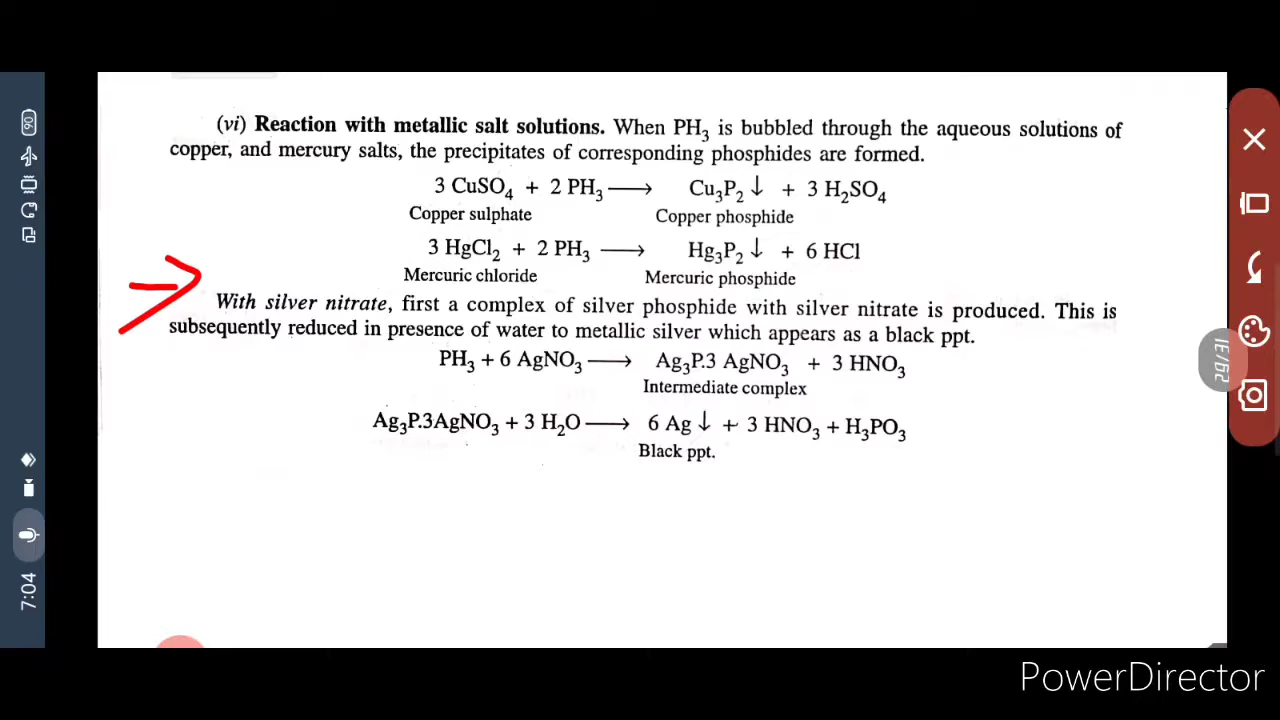 (vi) Reaction with metallic salt solutions. When PH₃ is bubbled through the aqueous solutions of
copper, and mercury salts, the precipitates of corresponding phosphides are formed.
3 CuSO₄ + 2 PH₃ ⟶ Cu₃P₂ ↓ + 3 H₂SO₄
Copper sulphate Copper phosphide
3 HgCl₂ + 2 PH₃ ⟶ Hg₃P₂ ↓ + 6 HCl
Mercuric chloride Mercuric phosphide
With silver nitrate, first a complex of silver phosphide with silver nitrate is produced. This is
subsequently reduced in presence of water to metallic silver which appears as a black ppt.
PH₃ + 6 AgNO₃ ⟶ Ag₃P.3 AgNO₃ + 3 HNO₃
Intermediate complex
Ag₃P.3AgNO₃ + 3 H₂O ⟶ 6 Ag ↓ + 3 HNO₃ + H₃PO₃
Black ppt.
90
7:04
PowerDirector